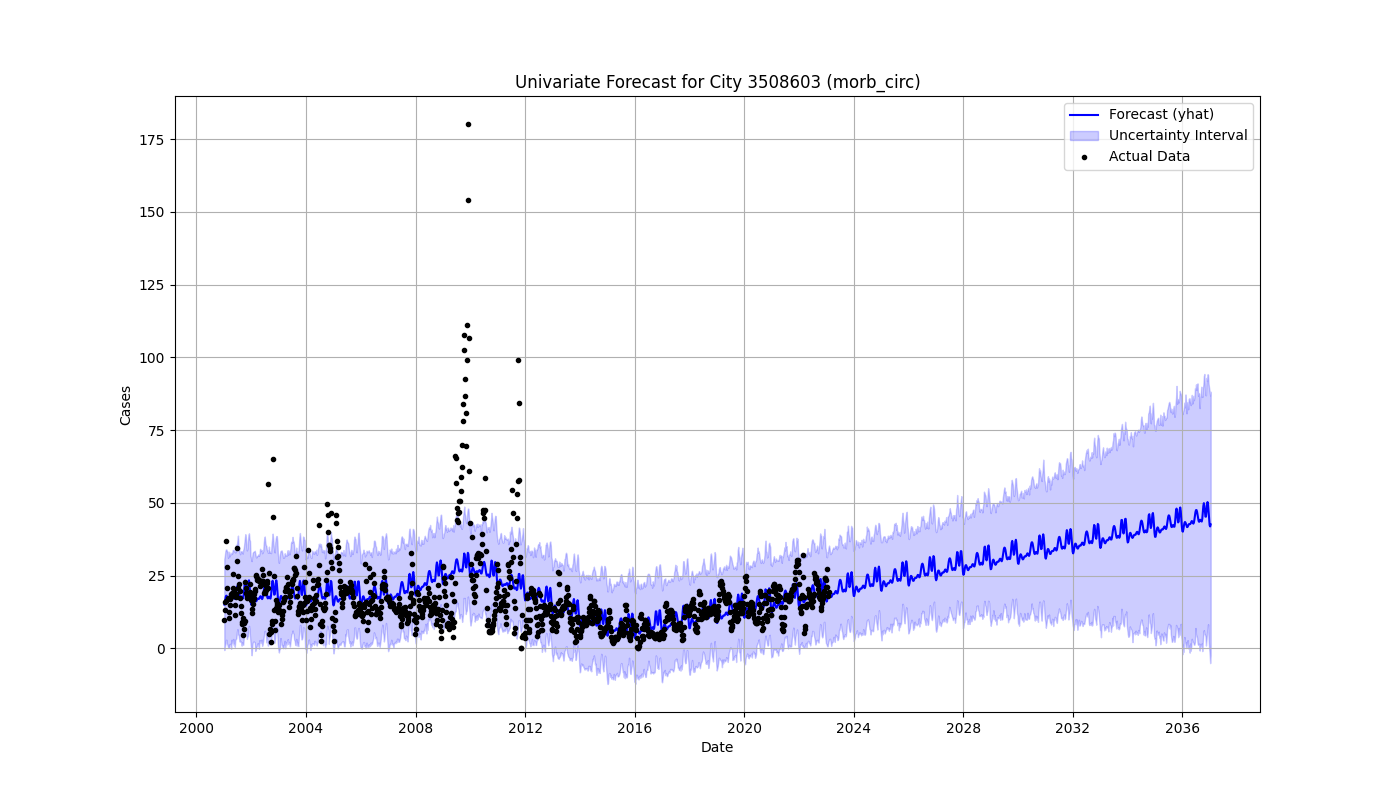 Univariate Forecast for City 3508603 (morb_circ)
Forecast (yhat)
Uncertainty Interval
Actual Data
175
150
125
100
75
50
25
0
Cases
2000 2004 2008 2012 2016 2020 2024 2028 2032 2036
Date